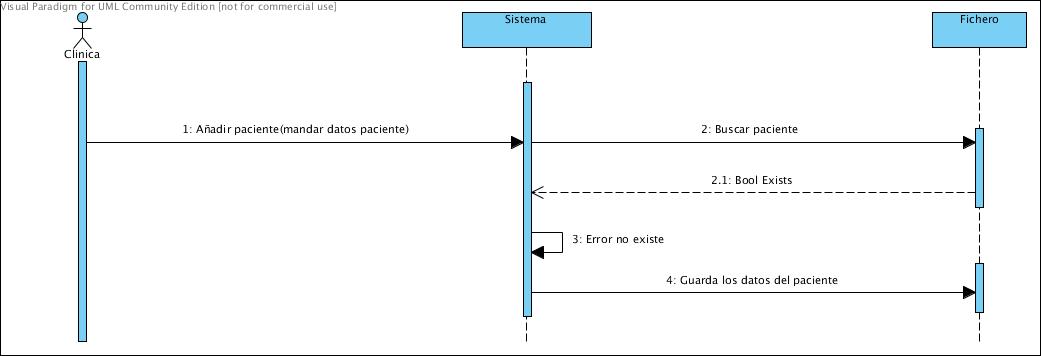 Visual Paradigm for UML Community Edition [not for commercial use]
Sistema
Fichero
Clinica
1: Añadir paciente(mandar datos paciente)
2: Buscar paciente
2.1: Bool Exists
3: Error no existe
4: Guarda los datos del paciente